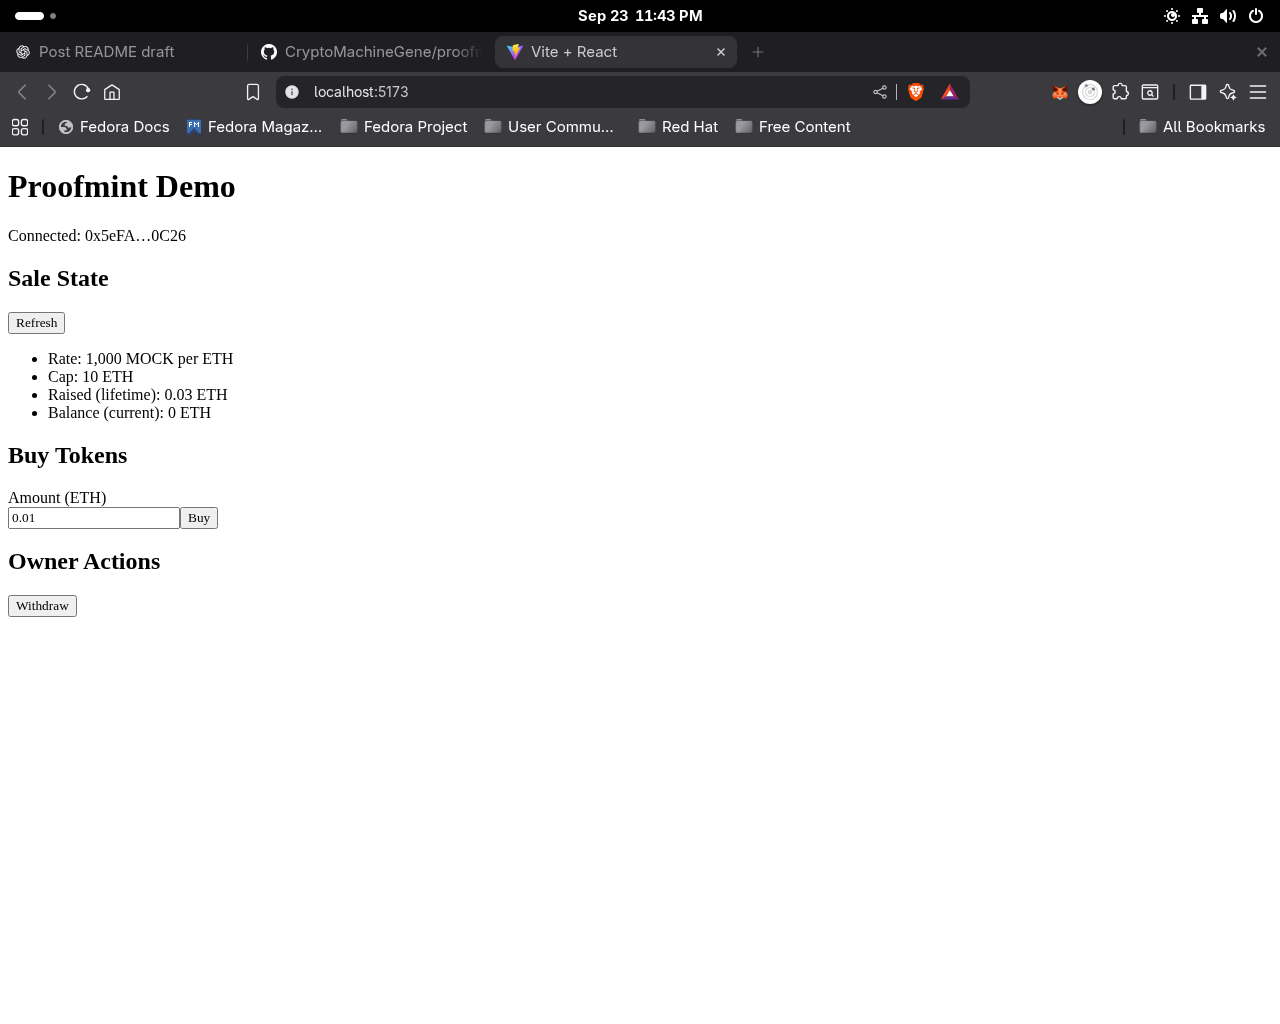 Sep 23 11:43 PM
Post README draft
CryptoMachineGene/proofm
Vite + React
localhost:5173
Fedora Docs
Fedora Magaz...
Fedora Project
User Commu...
Red Hat
Free Content
All Bookmarks
Proofmint Demo
Connected: 0x5eFA…0C26
Sale State
Refresh
Rate: 1,000 MOCK per ETH
Cap: 10 ETH
Raised (lifetime): 0.03 ETH
Balance (current): 0 ETH
Buy Tokens
Amount (ETH)
0.01 Buy
Owner Actions
Withdraw